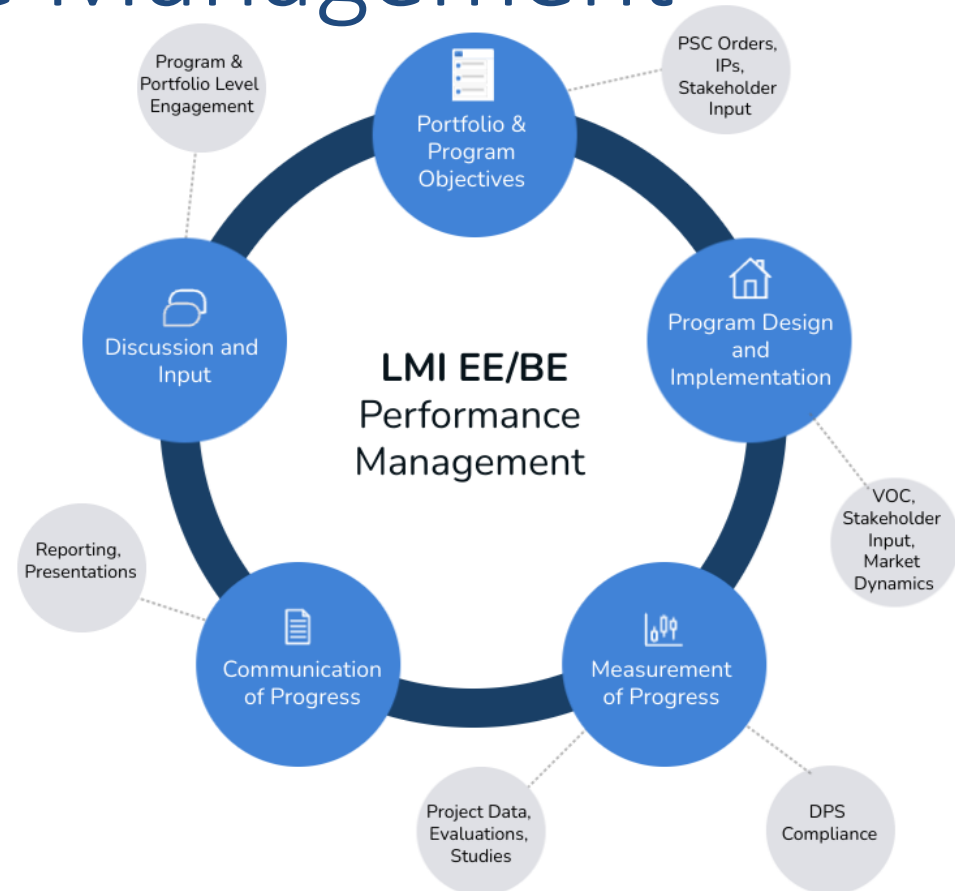 Management
Program &
Portfolio Level
Engagement
PSC Orders,
IPs,
Stakeholder
Input
Portfolio &
Program
Objectives
Program Design
and
Implementation
Discussion and
Input
LMI EE/BE
Performance
Management
VOC,
Stakeholder
Input,
Market
Dynamics
Reporting,
Presentations
Communication
of Progress
Measurement
of Progress
Project Data,
Evaluations,
Studies
DPS
Compliance